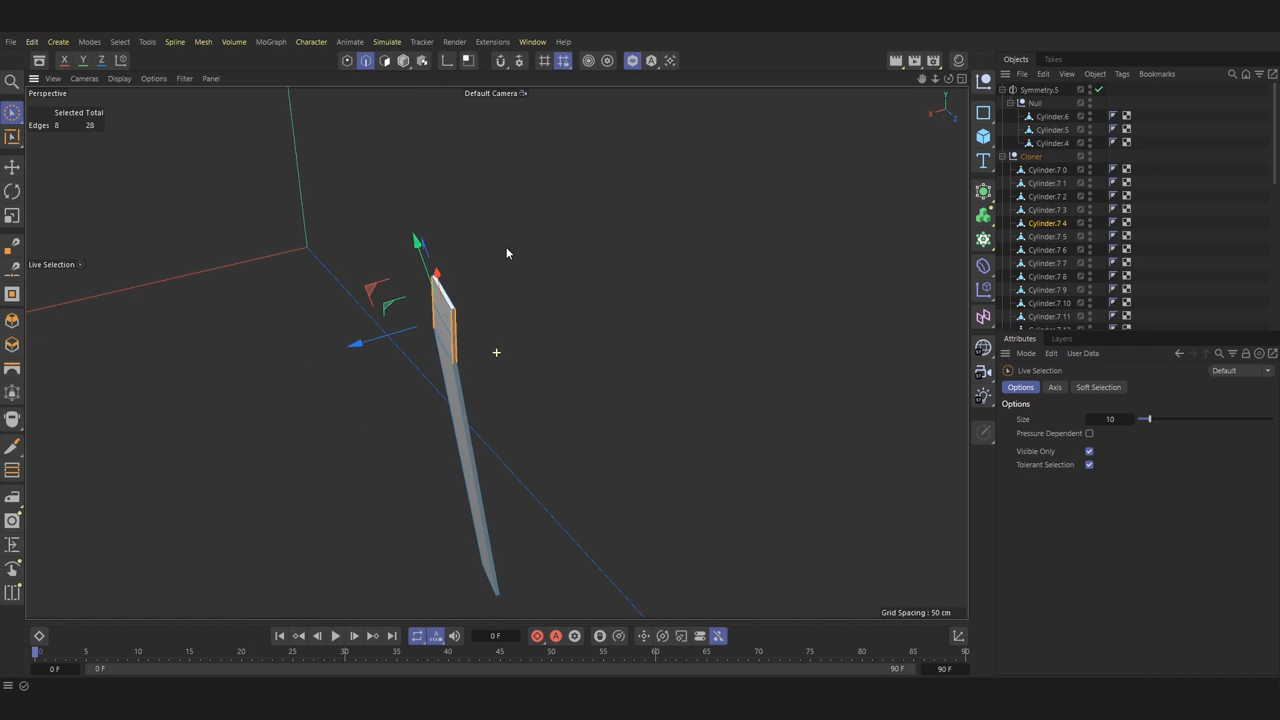 File Edit Create Modes Select Tools Spline Mesh Volume MoGraph Character Animate Simulate Tracker Render Extensions Window Help
X Y Z
View Cameras Display Options Filter Panel
Perspective
Default Camera
Selected Total
Edges 8 28
Y
X
Z
Live Selection
Grid Spacing : 50 cm
0 F
0 5 10 15 20 25 30 35 40 45 50 55 60 65 70 75 80 85 90
0 F 0 F 90 F 90 F
Objects Takes
File Edit View Object Tags Bookmarks
Symmetry.5
Null
Cylinder.6
Cylinder.5
Cylinder.4
Cloner
Cylinder.7 0
Cylinder.7 1
Cylinder.7 2
Cylinder.7 3
Cylinder.7 4
Cylinder.7 5
Cylinder.7 6
Cylinder.7 7
Cylinder.7 8
Cylinder.7 9
Cylinder.7 10
Cylinder.7 11
Attributes Layers
Mode Edit User Data
Live Selection Default
Options Axis Soft Selection
Options
Size 10
Pressure Dependent
Visible Only
Tolerant Selection